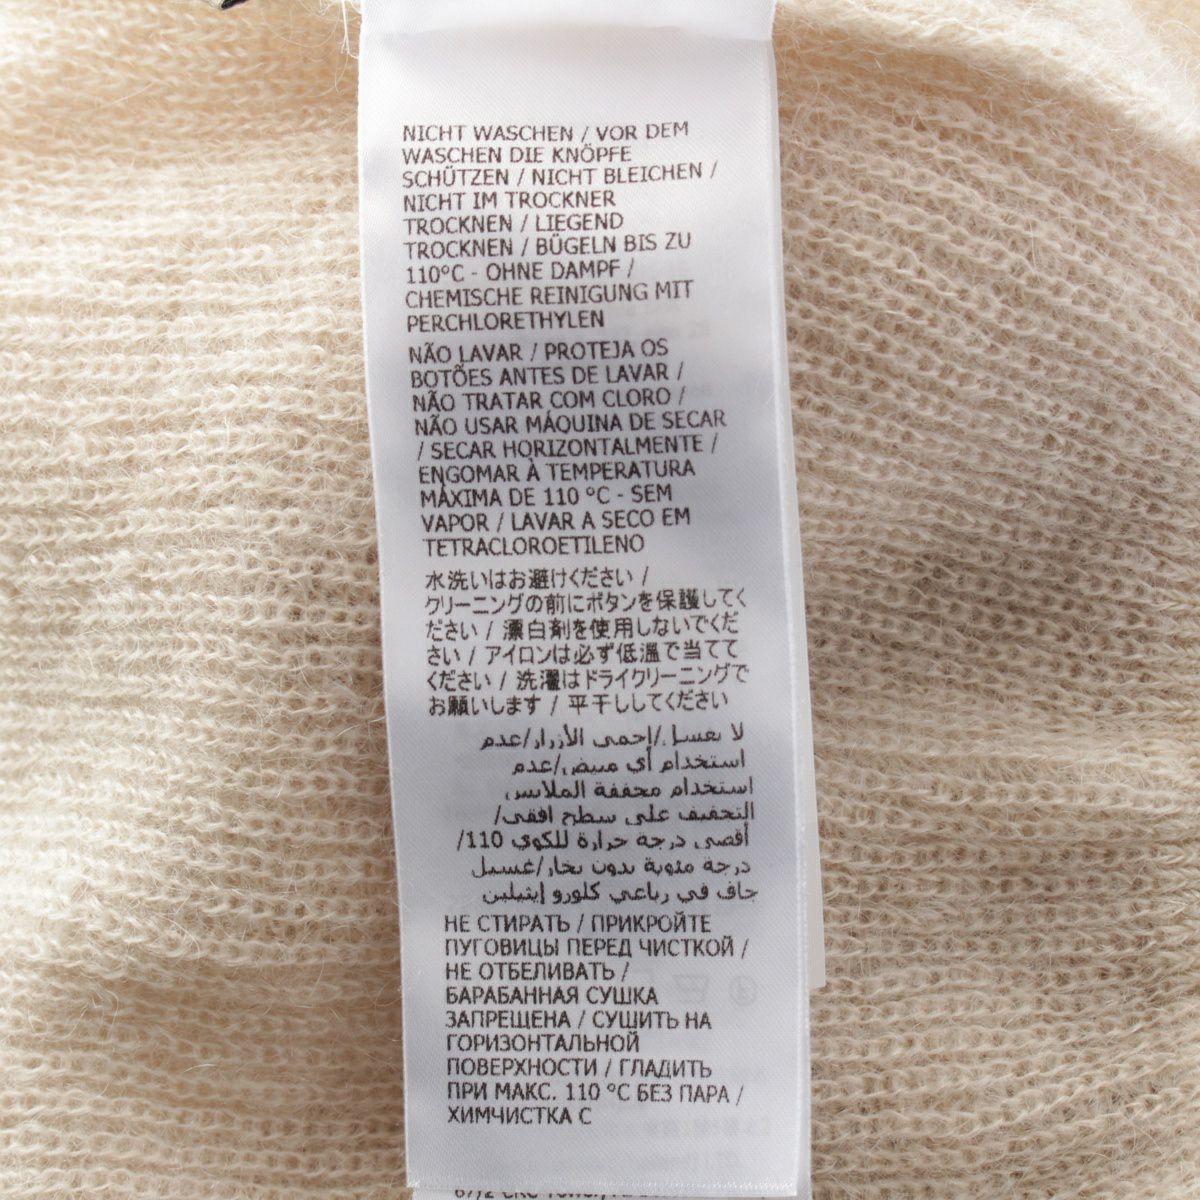 NICHT WASCHEN / VOR DEM
WASCHEN DIE KNÖPFE
SCHÜTZEN / NICHT BLEICHEN /
NICHT IM TROCKNER
TROCKNEN / LIEGEND
TROCKNEN / BÜGELN BIS ZU
110°C - OHNE DAMPF /
CHEMISCHE REINIGUNG MIT
PERCHLORETHYLEN
NÃO LAVAR / PROTEJA OS
BOTÕES ANTES DE LAVAR /
NÃO TRATAR COM CLORO /
NÃO USAR MÁQUINA DE SECAR
/ SECAR HORIZONTALMENTE /
ENGOMAR À TEMPERATURA
MÁXIMA DE 110 °C - SEM
VAPOR / LAVAR A SECO EM
TETRACLOROETILENO
水洗いはお避けください /
クリーニングの前にボタンを保護してく
ださい / 漂白剤を使用しないでくだ
さい / アイロンは必ず低温で当てて
ください / 洗濯はドライクリーニングで
お願いします / 平干ししてください
لا يغسل/إحمي الأزرار/عدم
استخدام أي مبيض/عدم
استخدام مجففة الملابس
التجفيف على سطح افقي/
أقصى درجة حرارة للكوي 110/
درجة مئوية بدون بخار/غسيل
جاف في رباعي كلورو إيثيلين
НЕ СТИРАТЬ / ПРИКРОЙТЕ
ПУГОВИЦЫ ПЕРЕД ЧИСТКОЙ /
НЕ ОТБЕЛИВАТЬ /
БАРАБАННАЯ СУШКА
ЗАПРЕЩЕНА / СУШИТЬ НА
ГОРИЗОНТАЛЬНОЙ
ПОВЕРХНОСТИ / ГЛАДИТЬ
ПРИ МАКС. 110 °C БЕЗ ПАРА /
ХИМЧИСТКА С